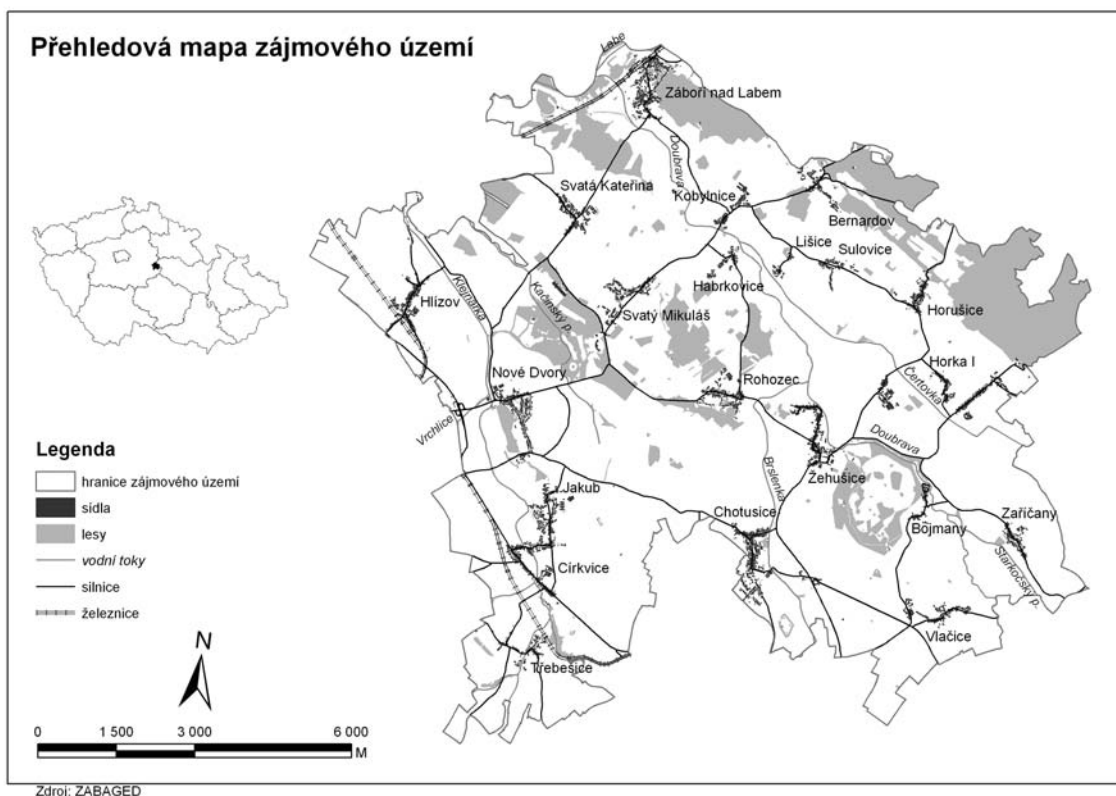 Přehledová mapa zájmového území
Labe
Záboří nad Labem
Doubrava
Svatá Kateřina
Kobylnice
Bernardov
Lišice
Sulovice
Habrkovice
Klejnárka
Kačínský p.
Hlízov
Svatý Mikuláš
Horušice
Horka I
Nové Dvory
Rohozec
Čertovka
Vrchlice
Doubrava
Žehušice
Brslenka
Jakub
Chotusice
Bojmany
Zaříčany
Starkočský p.
Církvice
Vlačice
Třebešice
Legenda
hranice zájmového území
sídla
lesy
vodní toky
silnice
železnice
N
0 1 500 3 000 6 000
M
Zdroj: ZABAGED